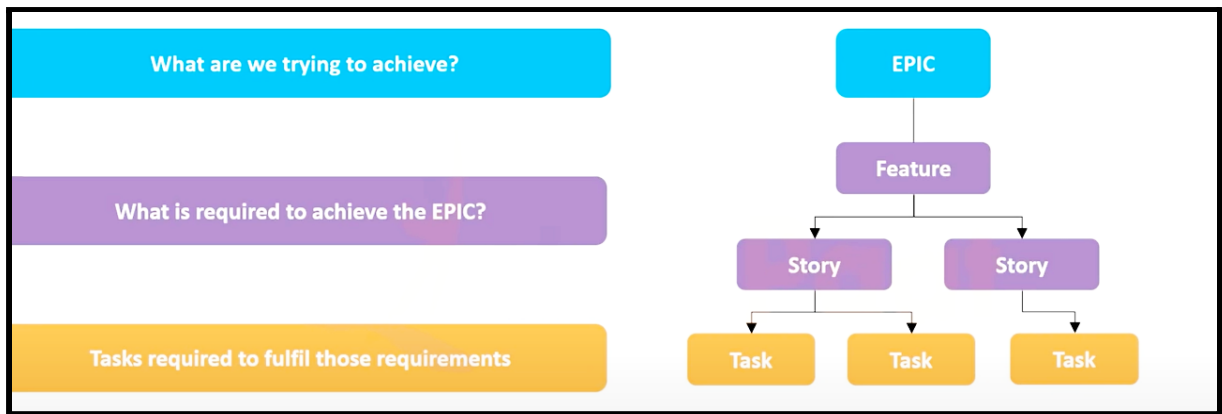 What are we trying to achieve?
EPIC
Feature
What is required to achieve the EPIC?
Story
Story
Tasks required to fulfil those requirements
Task
Task
Task